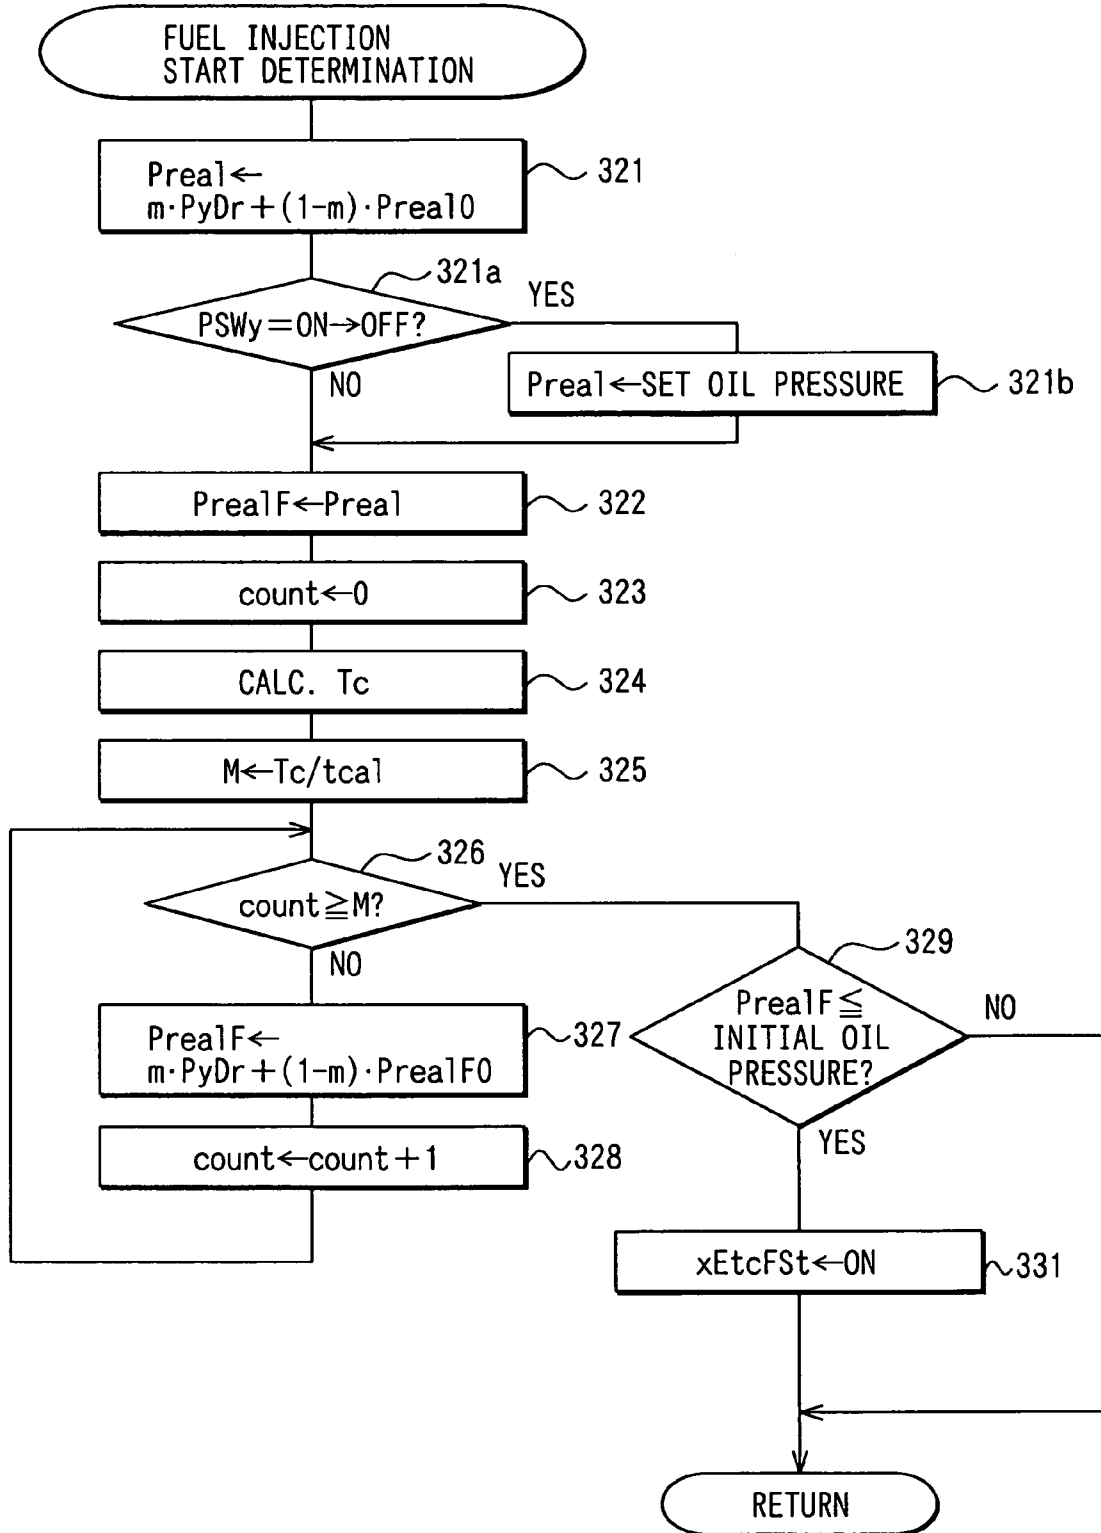 FUEL INJECTION
START DETERMINATION
Preal←
m·PyDr+(1-m)·Preal0
321
321a
PSWy=ON→OFF?
YES
NO
Preal←SET OIL PRESSURE
321b
PrealF←Preal
322
count←0
323
CALC. Tc
324
M←Tc/tcal
325
326
count≧M?
YES
NO
329
PrealF≦
INITIAL OIL
PRESSURE?
NO
YES
PrealF←
m·PyDr+(1-m)·PrealF0
327
count←count+1
328
xEtcFSt←ON
331
RETURN